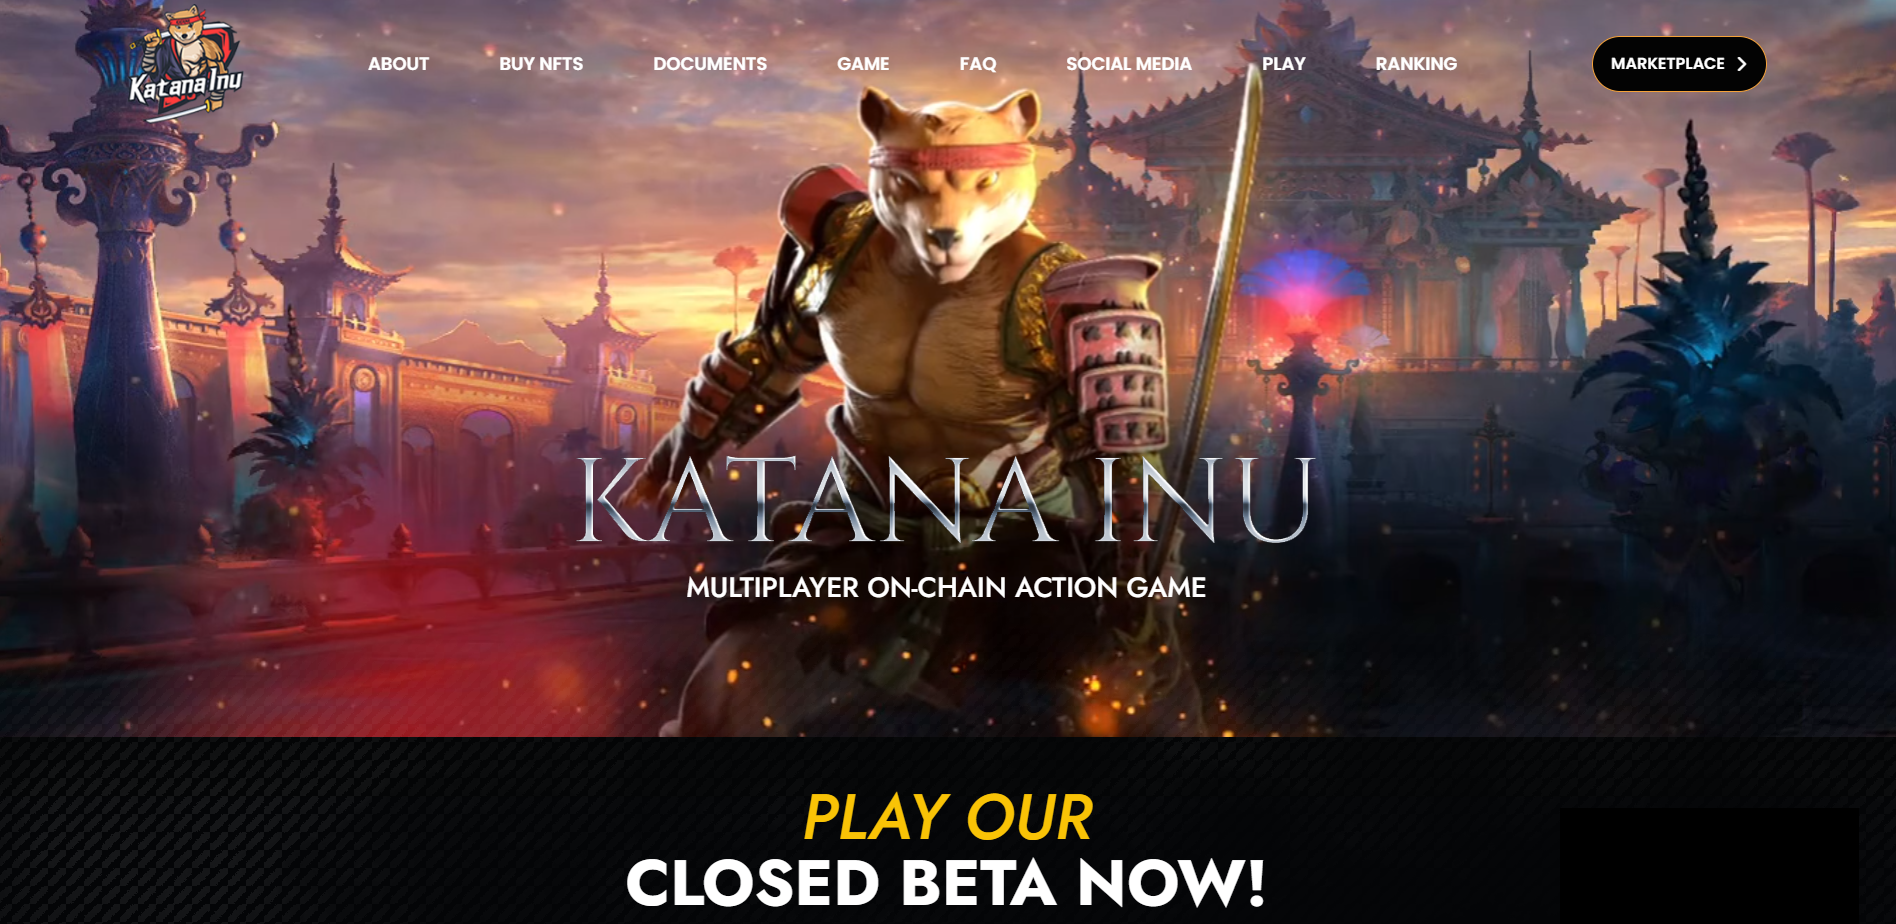 Katana Inu
ABOUT
BUY NFTS
DOCUMENTS
GAME
FAQ
SOCIAL MEDIA
PLAY
RANKING
MARKETPLACE
KATANA INU
MULTIPLAYER ON-CHAIN ACTION GAME
PLAY OUR
CLOSED BETA NOW!